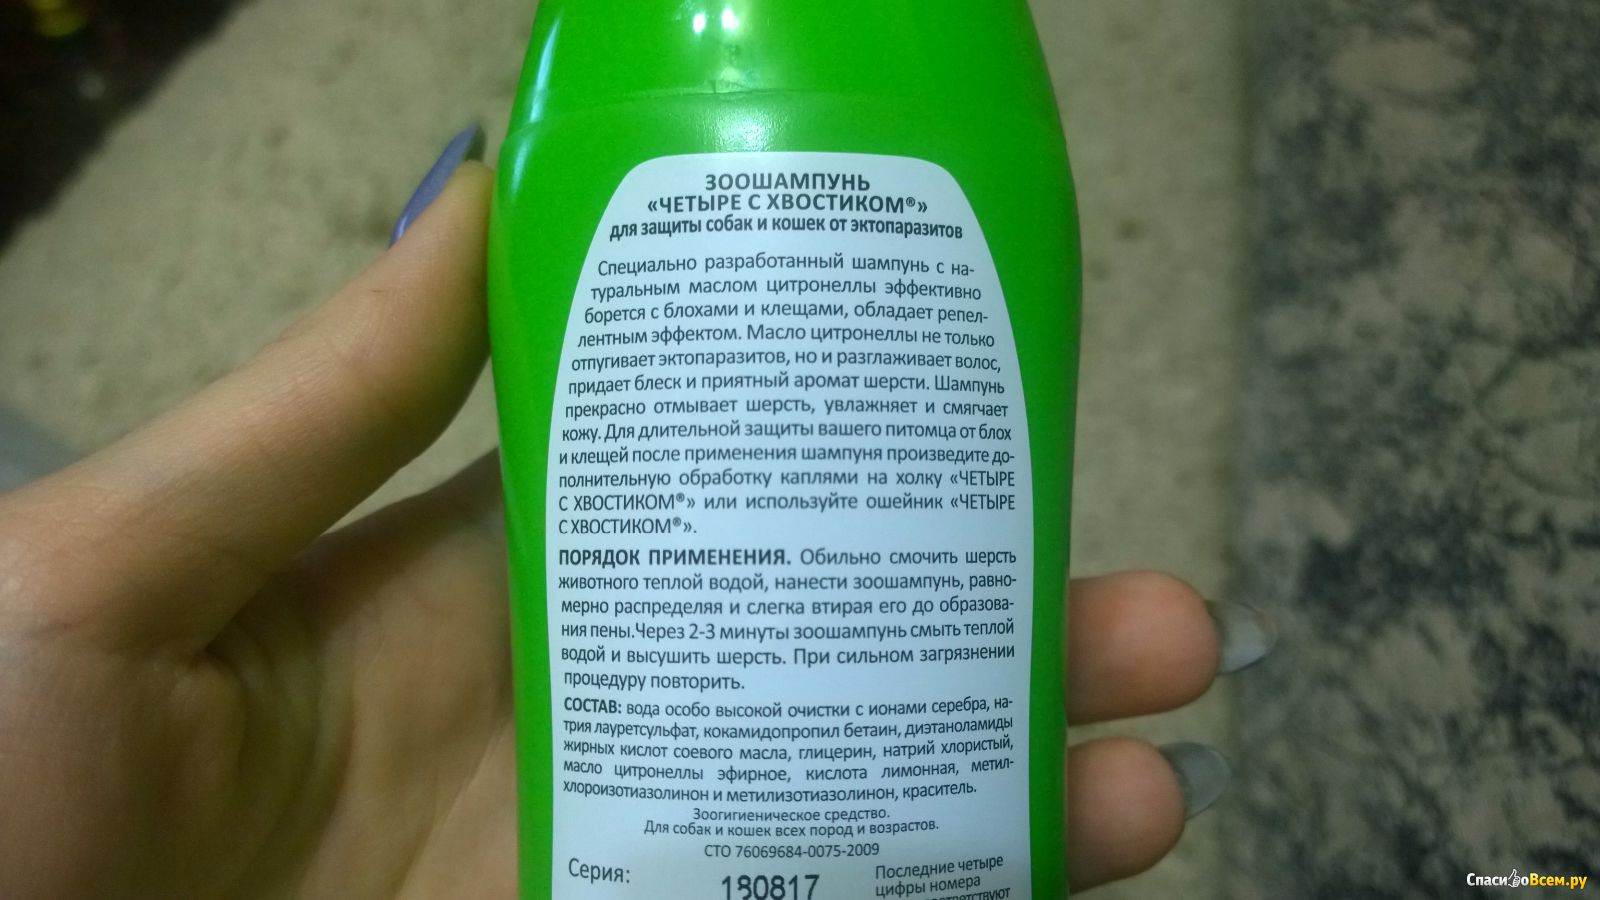 ЗООШАМПУНЬ
«ЧЕТЫРЕ С ХВОСТИКОМ®»
для защиты собак и кошек от эктопаразитов
Специально разработанный шампунь с на-
туральным маслом цитронеллы эффективно
борется с блохами и клещами, обладает репел-
лентным эффектом. Масло цитронеллы не только
отпугивает эктопаразитов, но и разглаживает волос,
придает блеск и приятный аромат шерсти. Шампунь
прекрасно отмывает шерсть, увлажняет и смягчает
кожу. Для длительной защиты вашего питомца от блох
и клещей после применения шампуня произведите до-
полнительную обработку каплями на холку «ЧЕТЫРЕ
С ХВОСТИКОМ®» или используйте ошейник «ЧЕТЫРЕ
С ХВОСТИКОМ®».
ПОРЯДОК ПРИМЕНЕНИЯ. Обильно смочить шерсть
животного теплой водой, нанести зоошампунь, равно-
мерно распределяя и слегка втирая его до образова-
ния пены.Через 2-3 минуты зоошампунь смыть теплой
водой и высушить шерсть. При сильном загрязнении
процедуру повторить.
СОСТАВ: вода особо высокой очистки с ионами серебра, на-
трия лауретсульфат, кокамидопропил бетаин, диэтаноламиды
жирных кислот соевого масла, глицерин, натрий хлористый,
масло цитронеллы эфирное, кислота лимонная, метил-
хлороизотиазолинон и метилизотиазолинон, краситель.
Зоогигиеническое средство.
Для собак и кошек всех пород и возрастов.
СТО 76069684-0075-2009
Серия:
180817
Последние четыре
цифры номера
СпасибоВсем.ру